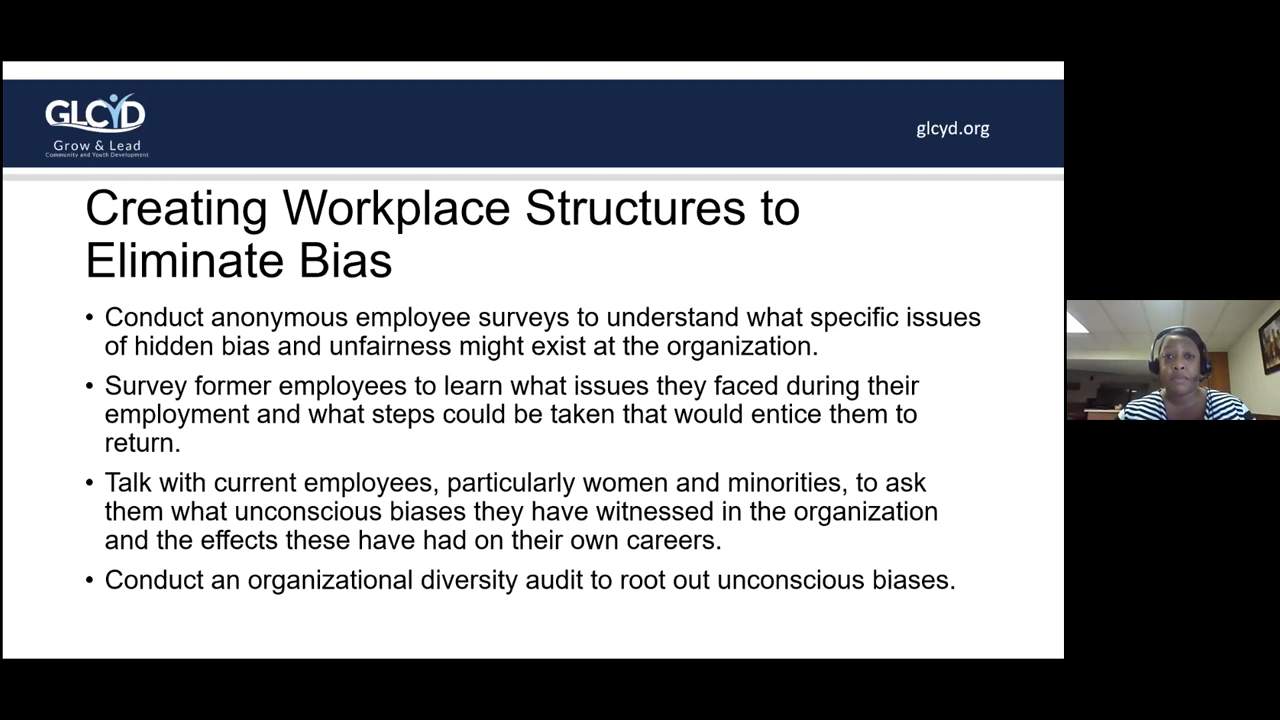 GLCYD
Grow & Lead
Community and Youth Development
glcyd.org
Creating Workplace Structures to
Eliminate Bias
• Conduct anonymous employee surveys to understand what specific issues
of hidden bias and unfairness might exist at the organization.
• Survey former employees to learn what issues they faced during their
employment and what steps could be taken that would entice them to
return.
• Talk with current employees, particularly women and minorities, to ask
them what unconscious biases they have witnessed in the organization
and the effects these have had on their own careers.
• Conduct an organizational diversity audit to root out unconscious biases.